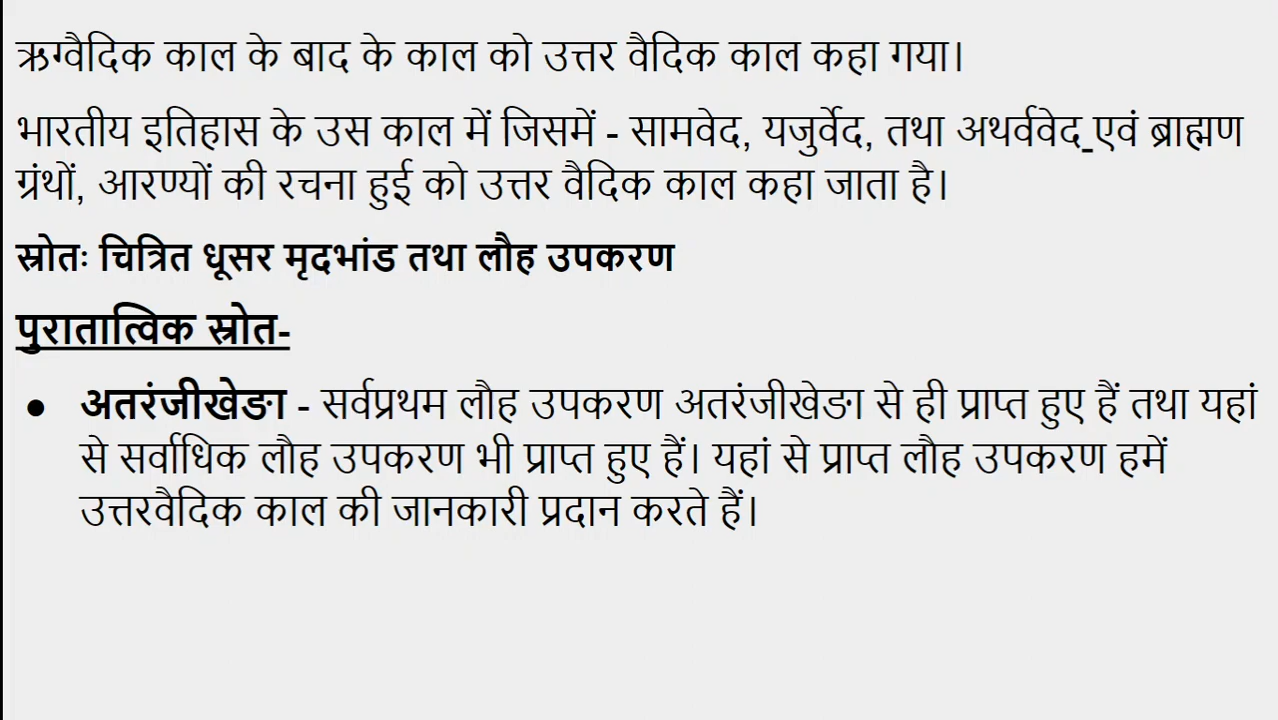 ऋग्वैदिक काल के बाद के काल को उत्तर वैदिक काल कहा गया।
भारतीय इतिहास के उस काल में जिसमें - सामवेद, यजुर्वेद, तथा अथर्ववेद_एवं ब्राह्मण
ग्रंथों, आरण्यों की रचना हुई को उत्तर वैदिक काल कहा जाता है।
स्रोतः चित्रित धूसर मृदभांड तथा लौह उपकरण
पुरातात्विक स्रोत-
● अतरंजीखेङा - सर्वप्रथम लौह उपकरण अतरंजीखेङा से ही प्राप्त हुए हैं तथा यहां
से सर्वाधिक लौह उपकरण भी प्राप्त हुए हैं। यहां से प्राप्त लौह उपकरण हमें
उत्तरवैदिक काल की जानकारी प्रदान करते हैं।